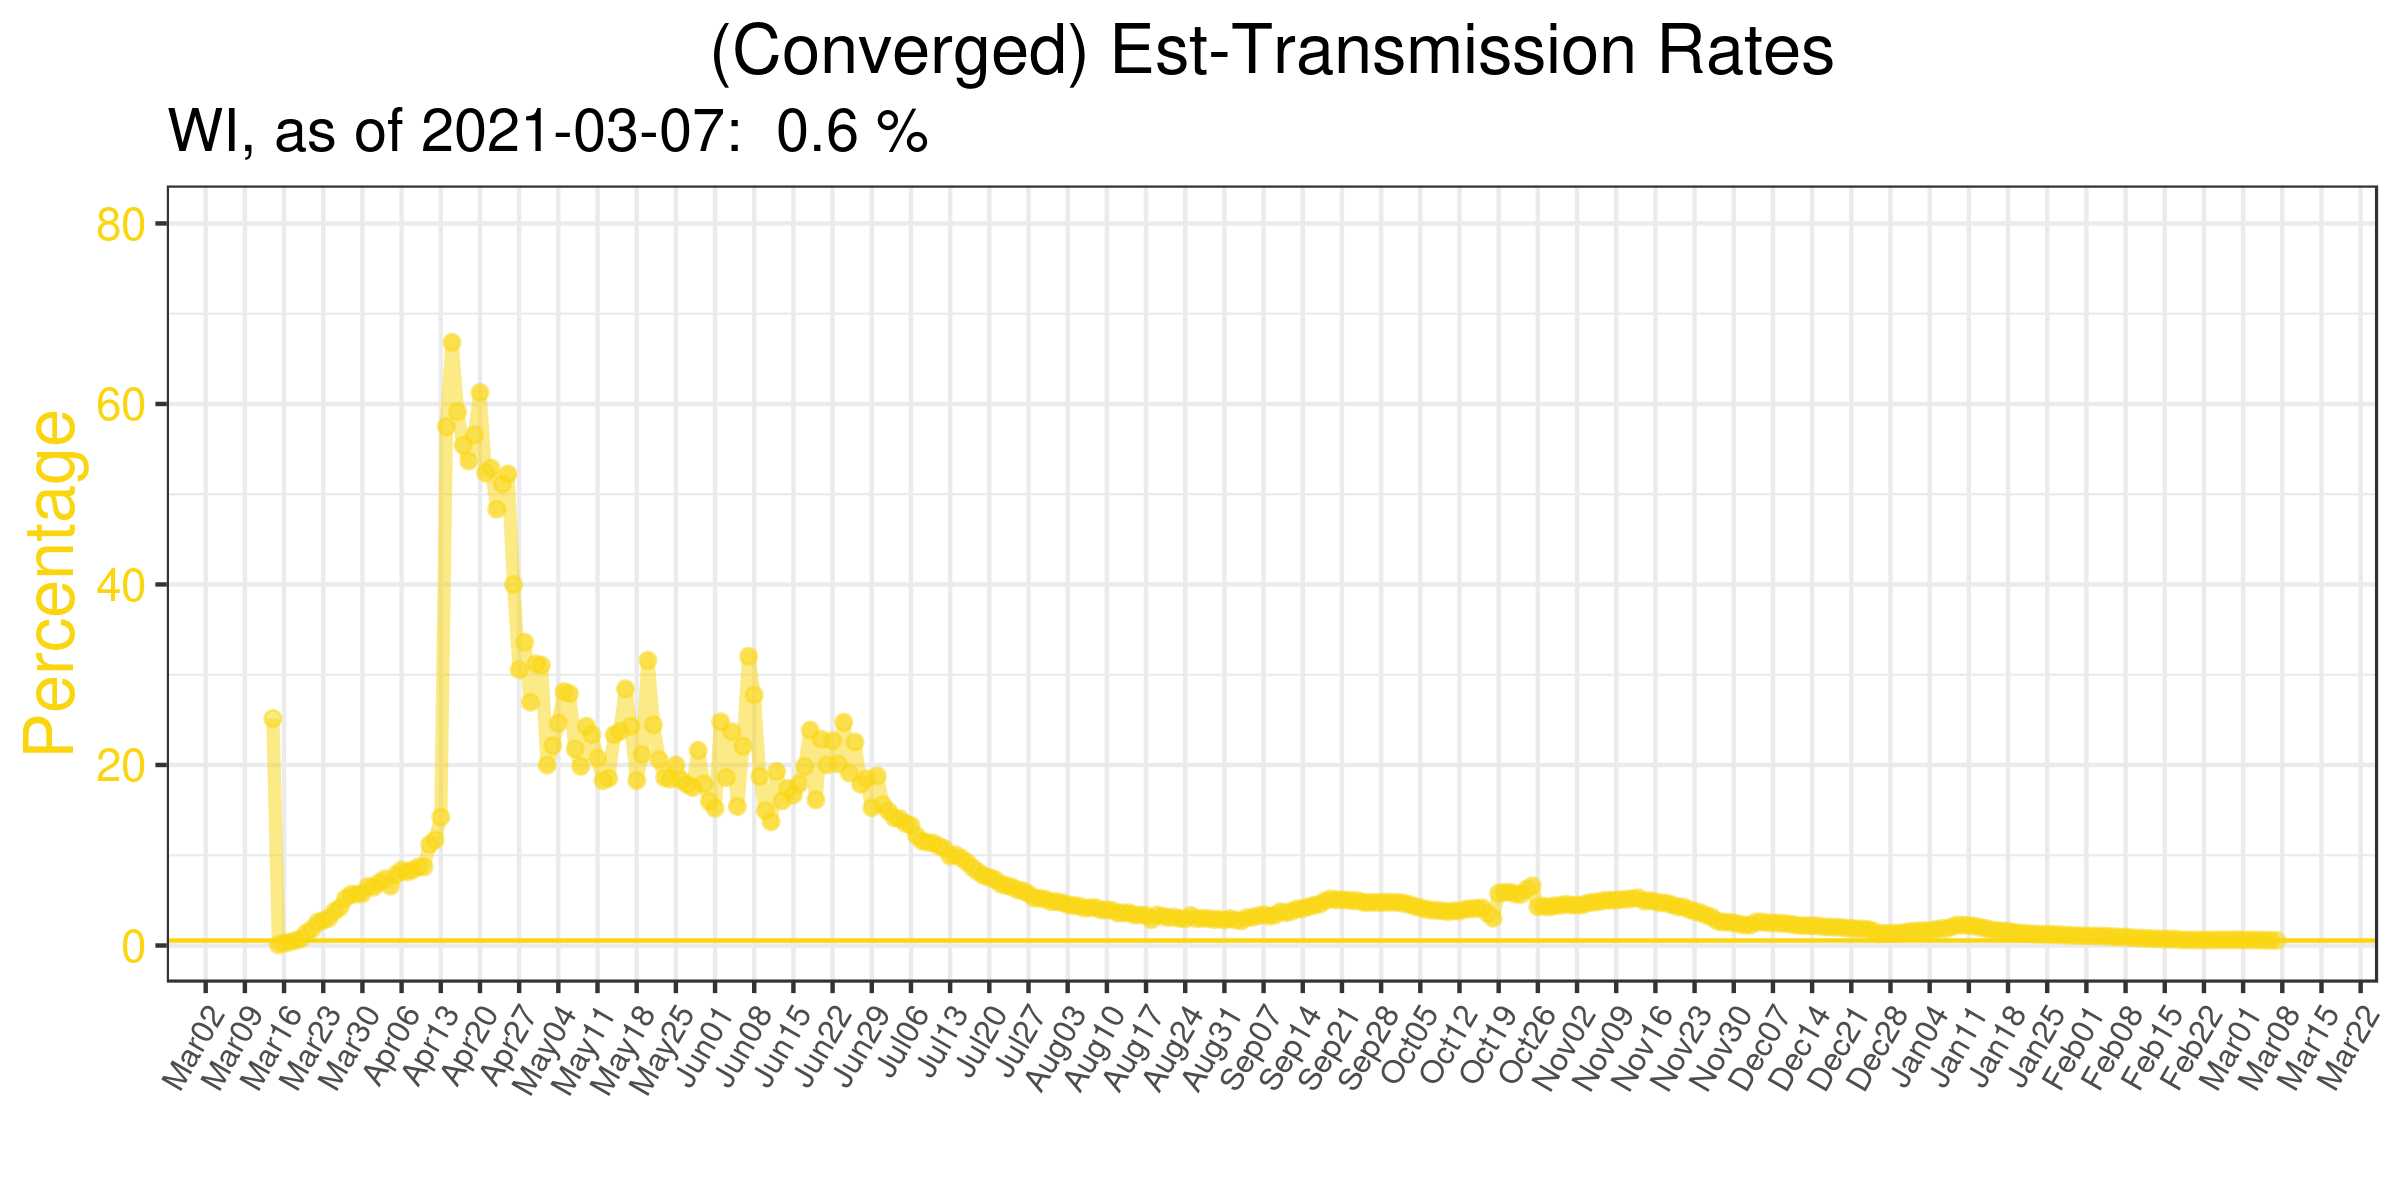 (Converged) Est-Transmission Rates
WI, as of 2021-03-07:  0.6 %
Percentage
80
60
40
20
0
Mar02
Mar09
Mar16
Mar23
Mar30
Apr06
Apr13
Apr20
Apr27
May04
May11
May18
May25
Jun01
Jun08
Jun15
Jun22
Jun29
Jul06
Jul13
Jul20
Jul27
Aug03
Aug10
Aug17
Aug24
Aug31
Sep07
Sep14
Sep21
Sep28
Oct05
Oct12
Oct19
Oct26
Nov02
Nov09
Nov16
Nov23
Nov30
Dec07
Dec14
Dec21
Dec28
Jan04
Jan11
Jan18
Jan25
Feb01
Feb08
Feb15
Feb22
Mar01
Mar08
Mar15
Mar22